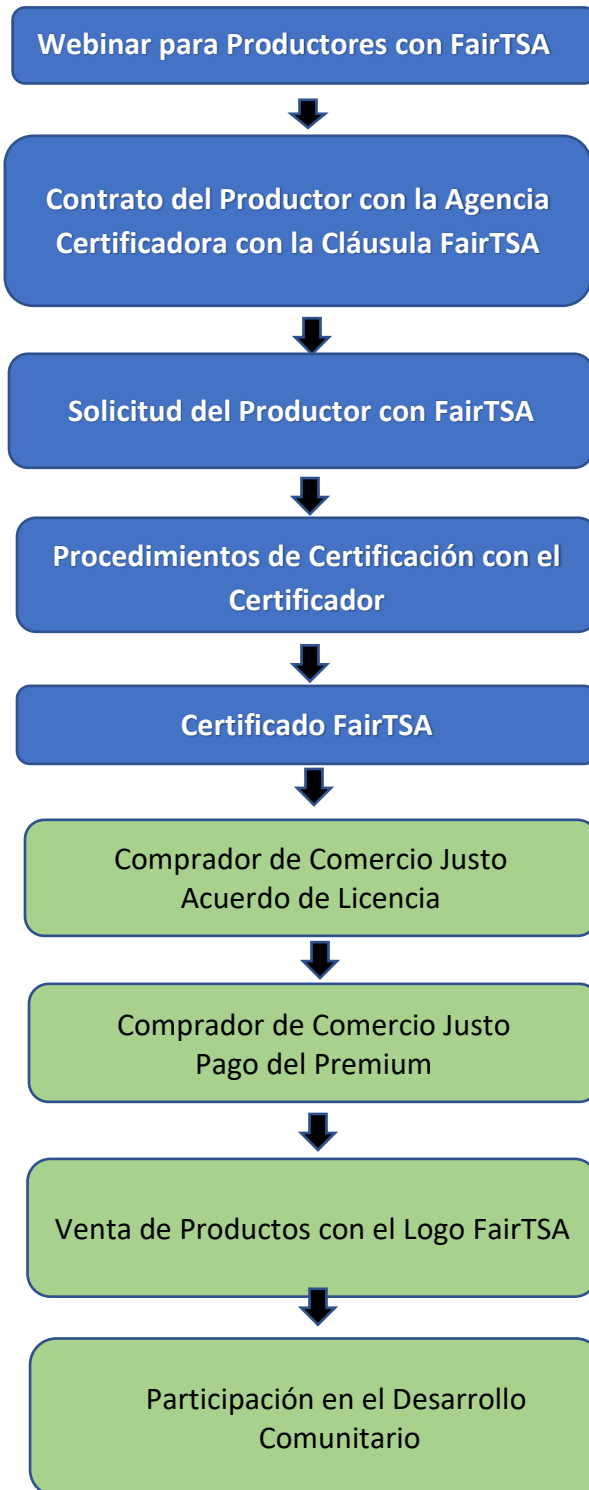 Webinar para Productores con FairTSA
Contrato del Productor con la Agencia
Certificadora con la Cláusula FairTSA
Solicitud del Productor con FairTSA
Procedimientos de Certificación con el
Certificador
Certificado FairTSA
Comprador de Comercio Justo
Acuerdo de Licencia
Comprador de Comercio Justo
Pago del Premium
Venta de Productos con el Logo FairTSA
Participación en el Desarrollo
Comunitario